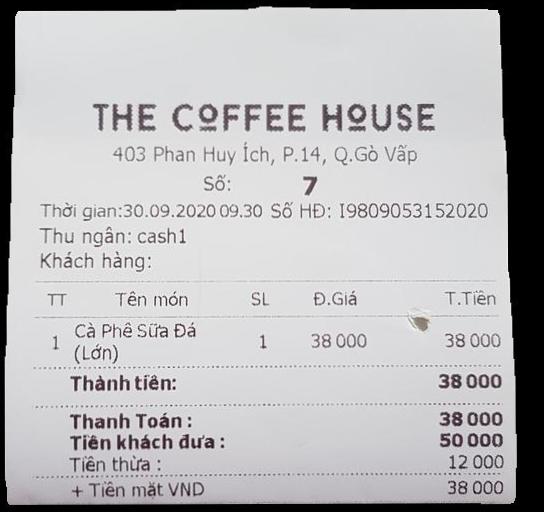 THE COFFEE HOUSE
403 Phan Huy Ích, P.14, Q.Gò Vấp
Số: 7
Thời gian:30.09.2020 09.30 Số HĐ: I9809053152020
Thu ngân: cash1
Khách hàng:
TT Tên món SL Đ.Giá T.Tiền
1 Cà Phê Sữa Đá (Lớn) 1 38 000 38 000
Thành tiền: 38 000
Thanh Toán : 38 000
Tiền khách đưa : 50 000
Tiền thừa : 12 000
+ Tiền mặt VND 38 000